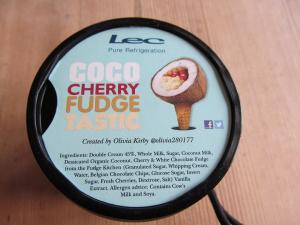 Lec
Pure Refrigeration
COCO
CHERRY
FUDGE
TASTIC
Created by Olivia Kirby @olivia280177
Ingredients: Double Cream 45%, Whole Milk, Sugar, Coconut Milk,
Desiccated Organic Coconut, Cherry & White Chocolate Fudge
from the Fudge Kitchen (Granulated Sugar, Whipping Cream,
Water, Belgian Chocolate Chips, Glucose Sugar, Invert
Sugar, Fresh Cherries, Dextrose, Salt) Vanilla
Extract. Allergen advice: Contains Cow's
Milk and Soya.